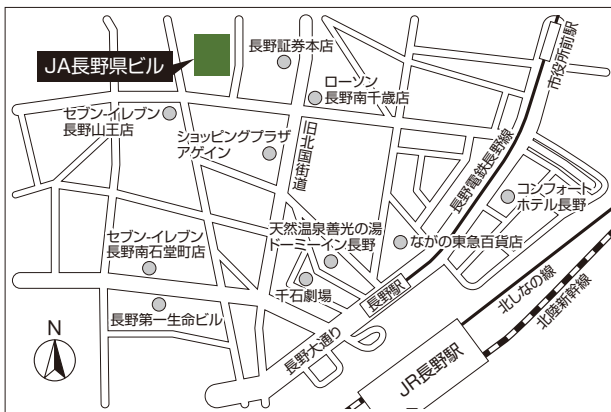 JA長野県ビル
長野証券本店
ローソン
長野南千歳店
市役所前駅
セブン-イレブン
長野山王店
ショッピングプラザ
アゲイン
旧北国街道
長野電鉄長野線
コンフォート
ホテル長野
天然温泉善光の湯
ドーミーイン長野
ながの東急百貨店
セブン-イレブン
長野南石堂町店
千石劇場
長野駅
長野第一生命ビル
長野大通り
北しなの線
北陸新幹線
JR長野駅
N